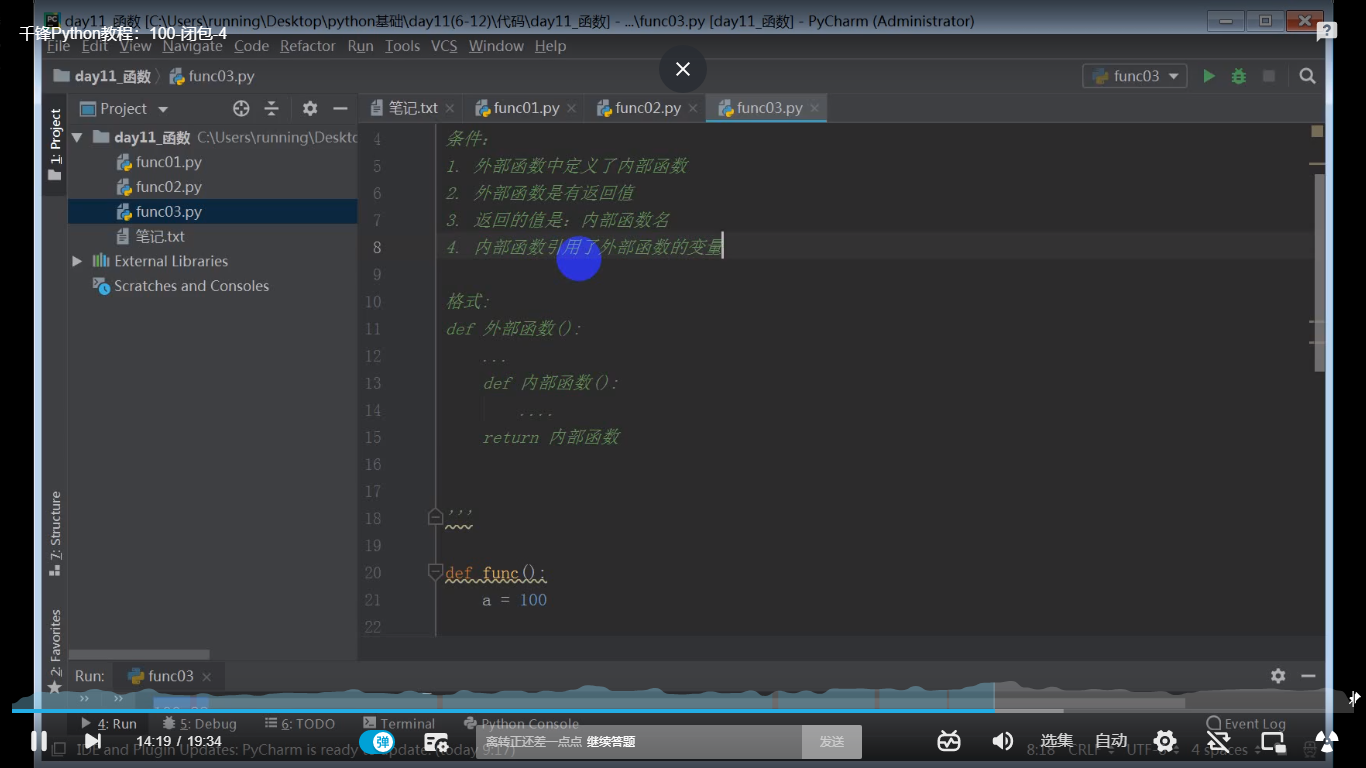 day11_函数 [C:\Users\running\Desktop\python基础\day11(6-12)\代码\day11_函数] - ...\func03.py [day11_函数] - PyCharm (Administrator)
千锋Python教程：100-闭包-4
File Edit View Navigate Code Refactor Run Tools VCS Window Help
day11_函数 func03.py
func03
Project
笔记.txt func01.py func02.py func03.py
1: Project
day11_函数 C:\Users\running\Deskto
func01.py
func02.py
func03.py
笔记.txt
External Libraries
Scratches and Consoles
7: Structure
2: Favorites
4 条件：
5 1. 外部函数中定义了内部函数
6 2. 外部函数是有返回值
7 3. 返回的值是：内部函数名
8 4. 内部函数引用了外部函数的变量
9
10 格式：
11 def 外部函数():
12 ...
13 def 内部函数():
14 ....
15 return 内部函数
16
17
18 '''
19
20 def func():
21 a = 100
22
Run: func03
4: Run 5: Debug 6: TODO Terminal Python Console Event Log
14:19 / 19:34
弹
离转正还差一点点 继续答题
发送
选集
自动
IDE and Plugin Updates: PyCharm is ready
8:16 CRLF UTF-8 4 spaces